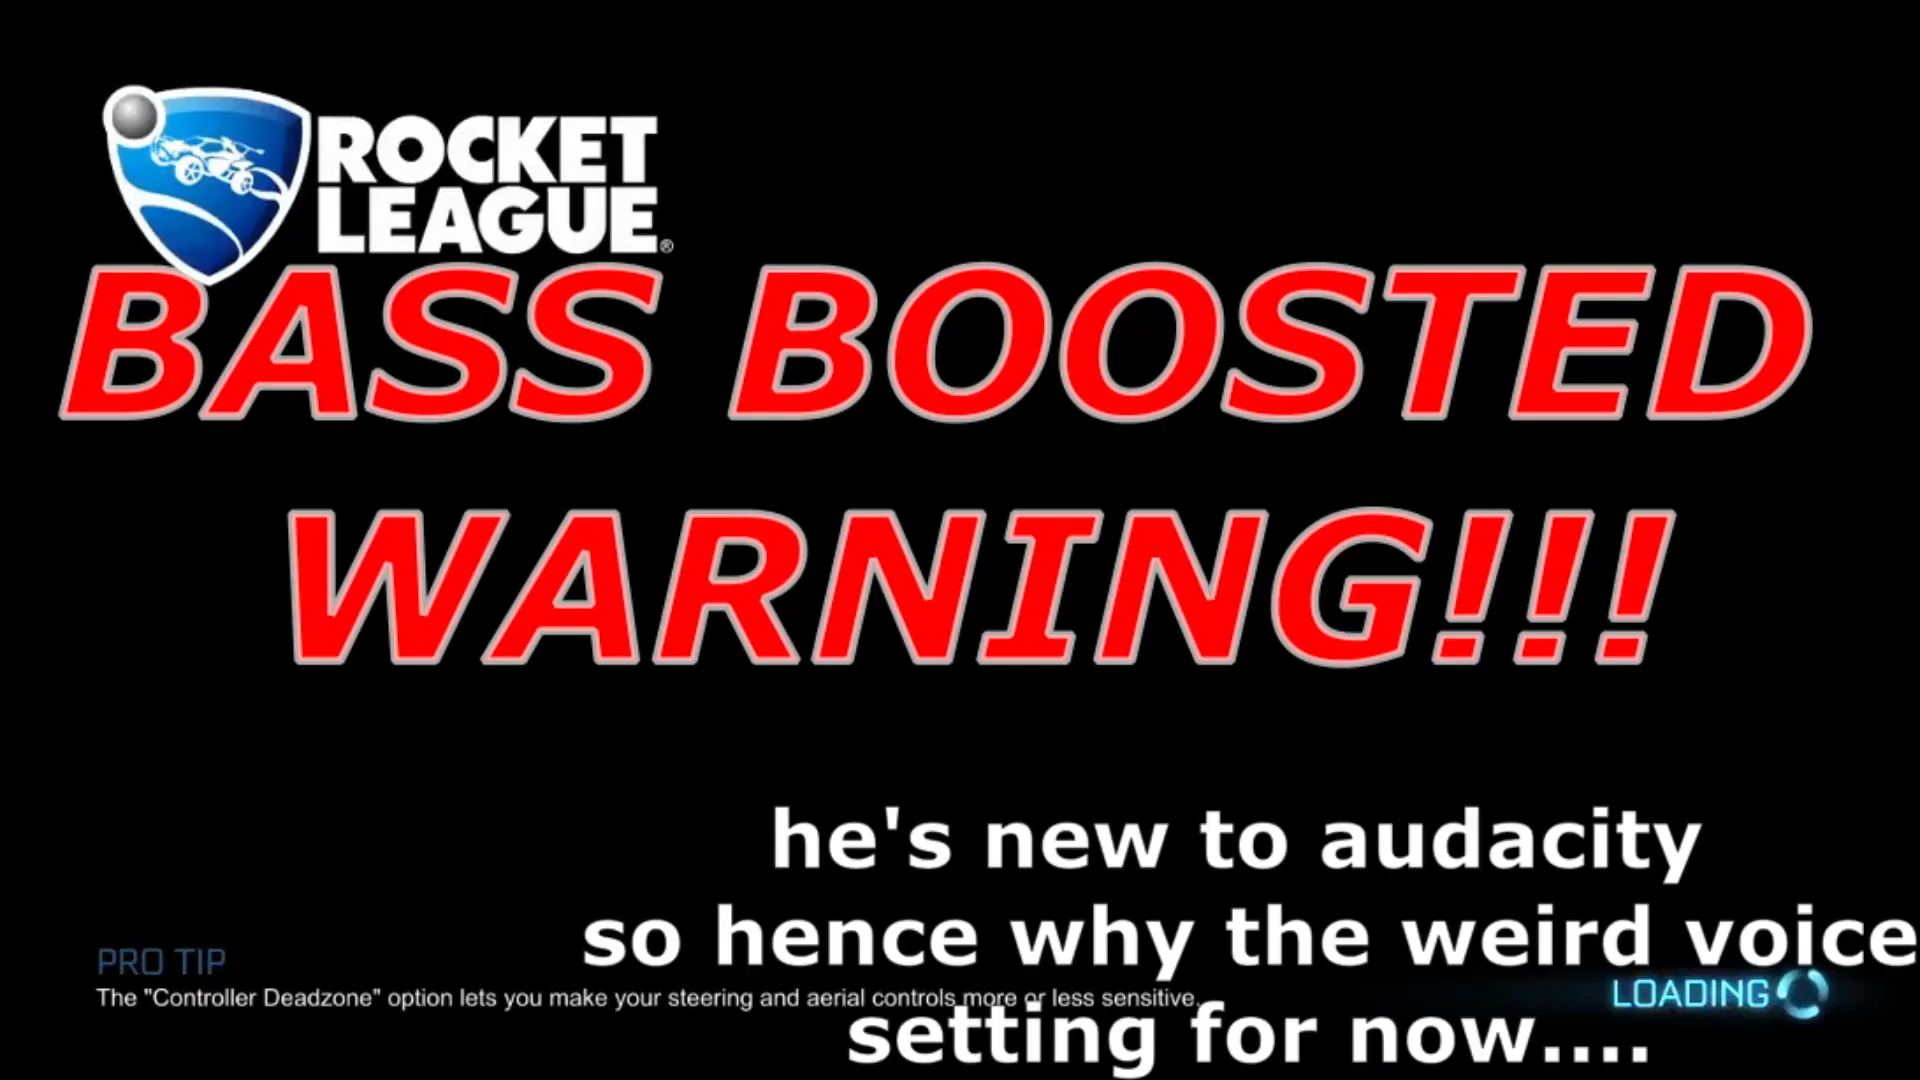 ROCKET
LEAGUE®
BASS BOOSTED
WARNING!!!
he's new to audacity
so hence why the weird voice
PRO TIP
The "Controller Deadzone" option lets you make your steering and aerial controls more or less sensitive.
LOADING
setting for now....